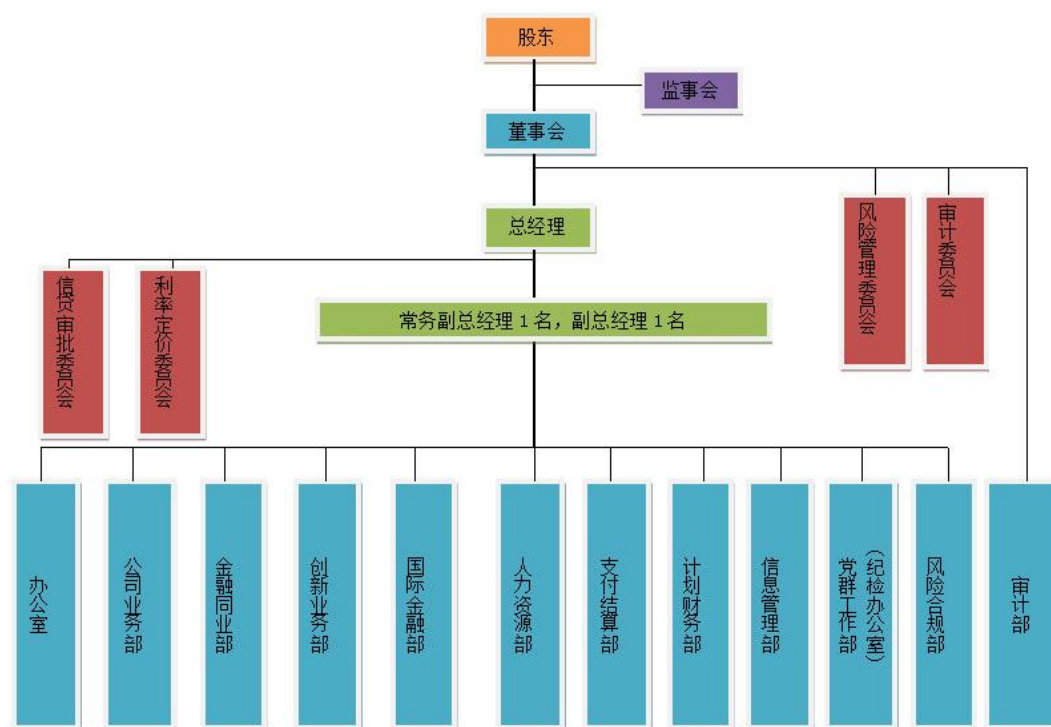 股东
监事会
董事会
总经理
风险管理委员会
审计委员会
信贷审批委员会
利率定价委员会
常务副总经理1名，副总经理1名
办公室
公司业务部
金融同业部
创新业务部
国际金融部
人力资源部
支付结算部
计划财务部
信息管理部
党群工作部
（纪检办公室）
风险合规部
审计部